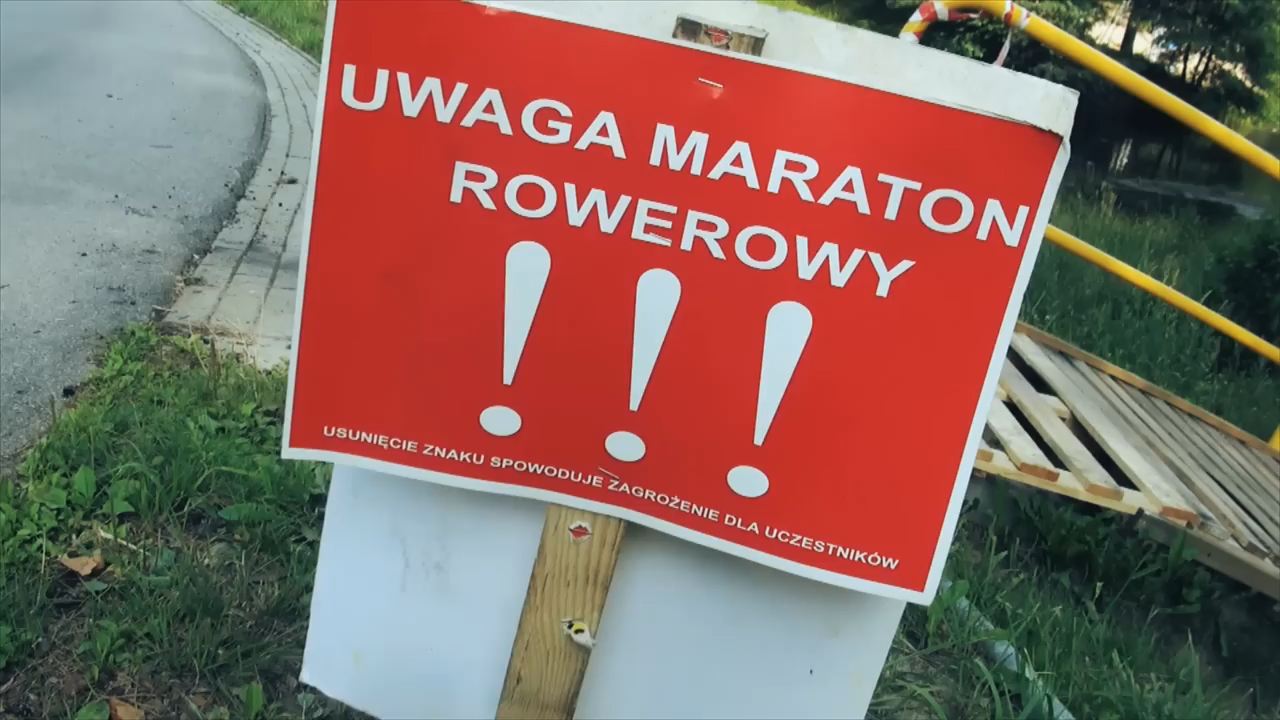 UWAGA MARATON
ROWEROWY
!!!
USUNIĘCIE ZNAKU SPOWODUJE ZAGROŻENIE DLA UCZESTNIKÓW